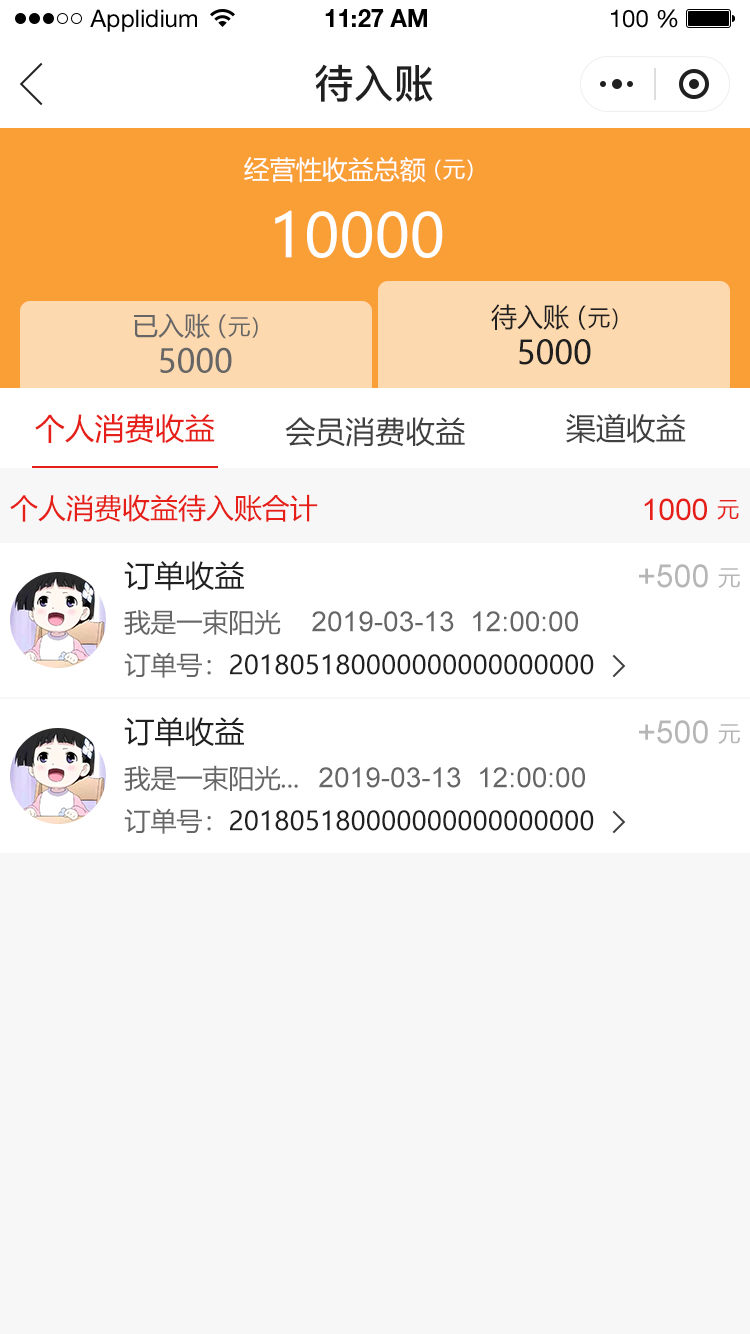 Applidium 11:27 AM 100 %
待入账
经营性收益总额(元)
10000
已入账(元)
5000
待入账(元)
5000
个人消费收益 会员消费收益 渠道收益
个人消费收益待入账合计 1000 元
订单收益 +500 元
我是一束阳光 2019-03-13 12:00:00
订单号: 201805180000000000000000
订单收益 +500 元
我是一束阳光... 2019-03-13 12:00:00
订单号: 201805180000000000000000